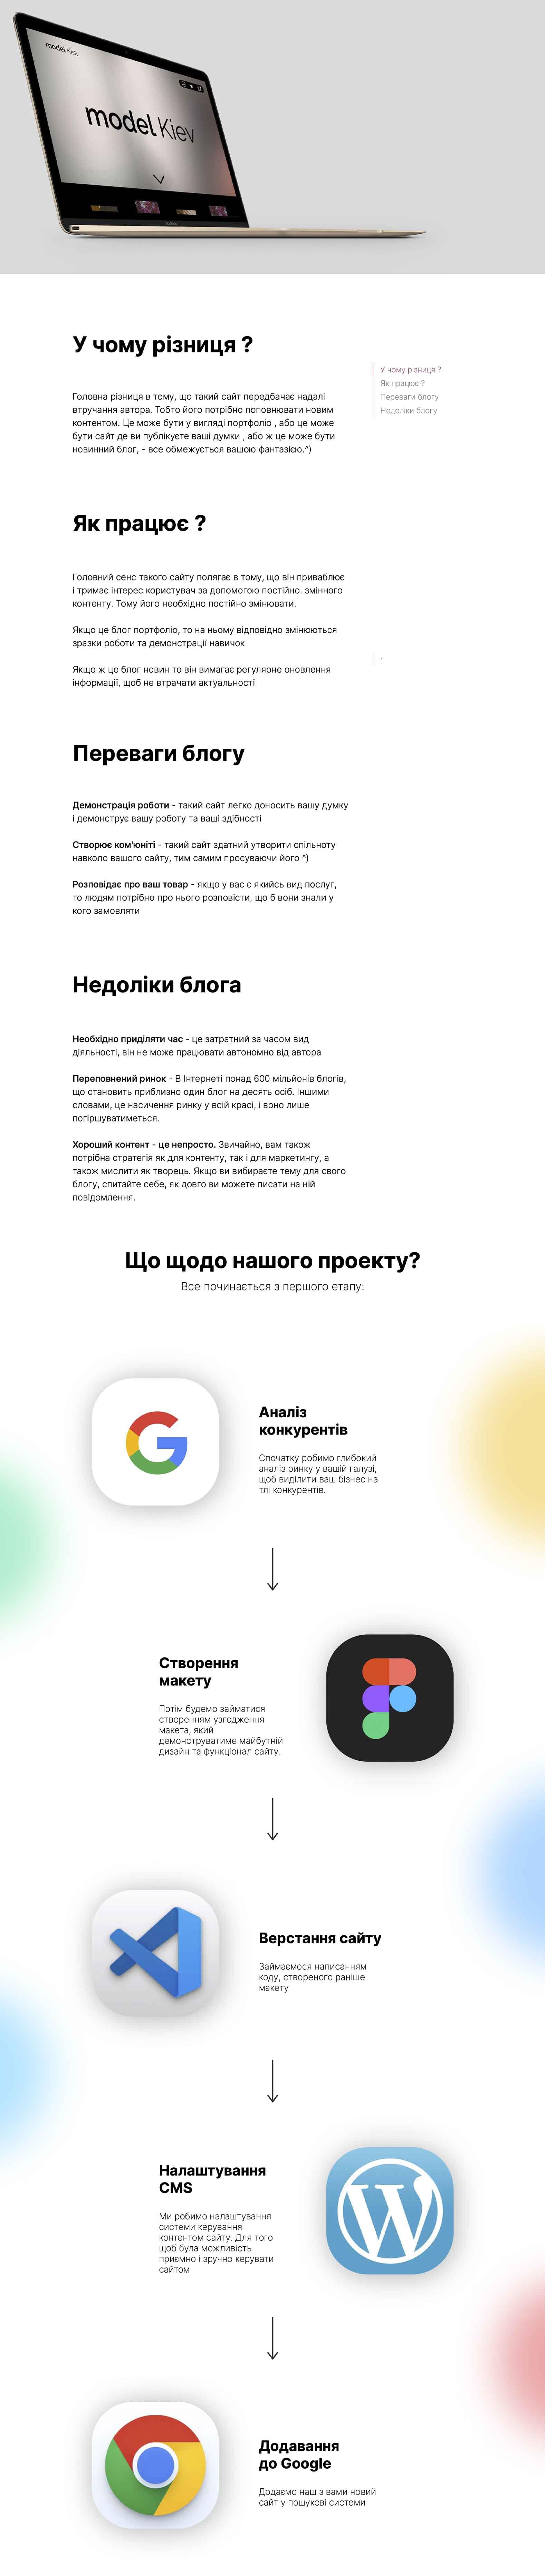 model Kiev
model Kiev
У чому різниця ?
У чому різниця ?
Як працює ?
Переваги блогу
Недоліки блогу
Головна різниця в тому, що такий сайт передбачає надалі
втручання автора. Тобто його потрібно поповнювати новим
контентом. Це може бути у вигляді портфоліо , або це може
бути сайт де ви публікуєте ваші думки , або ж це може бути
новинний блог, - все обмежується вашою фантазією.^)
Як працює ?
Головний сенс такого сайту полягає в тому, що він приваблює
і тримає інтерес користувач за допомогою постійно. змінного
контенту. Тому його необхідно постійно змінювати.
Якщо це блог портфоліо, то на ньому відповідно змінюються
зразки роботи та демонстрації навичок
Якщо ж це блог новин то він вимагає регулярне оновлення
інформації, щоб не втрачати актуальності
Переваги блогу
Демонстрація роботи - такий сайт легко доносить вашу думку
і демонструє вашу роботу та ваші здібності
Створює ком'юніті - такий сайт здатний утворити спільноту
навколо вашого сайту, тим самим просуваючи його ^)
Розповідає про ваш товар - якщо у вас є якийсь вид послуг,
то людям потрібно про нього розповісти, що б вони знали у
кого замовляти
Недоліки блога
Необхідно приділяти час - це затратний за часом вид
діяльності, він не може працювати автономно від автора
Переповнений ринок - В Інтернеті понад 600 мільйонів блогів,
що становить приблизно один блог на десять осіб. Іншими
словами, це насичення ринку у всій красі, і воно лише
погіршуватиметься.
Хороший контент - це непросто. Звичайно, вам також
потрібна стратегія як для контенту, так і для маркетингу, а
також мислити як творець. Якщо ви вибираєте тему для свого
блогу, спитайте себе, як довго ви можете писати на ній
повідомлення.
Що щодо нашого проекту?
Все починається з першого етапу:
Аналіз
конкурентів
Спочатку робимо глибокий
аналіз ринку у вашій галузі,
щоб виділити ваш бізнес на
тлі конкурентів.
Створення
макету
Потім будемо займатися
створенням узгодження
макета, який
демонструватиме майбутній
дизайн та функціонал сайту.
Верстання сайту
Займаємося написанням
коду, створеного раніше
макету
Налаштування
CMS
Ми робимо налаштування
системи керування
контентом сайту. Для того
щоб була можливість
приємно і зручно керувати
сайтом
Додавання
до Google
Додаємо наш з вами новий
сайт у пошукові системи